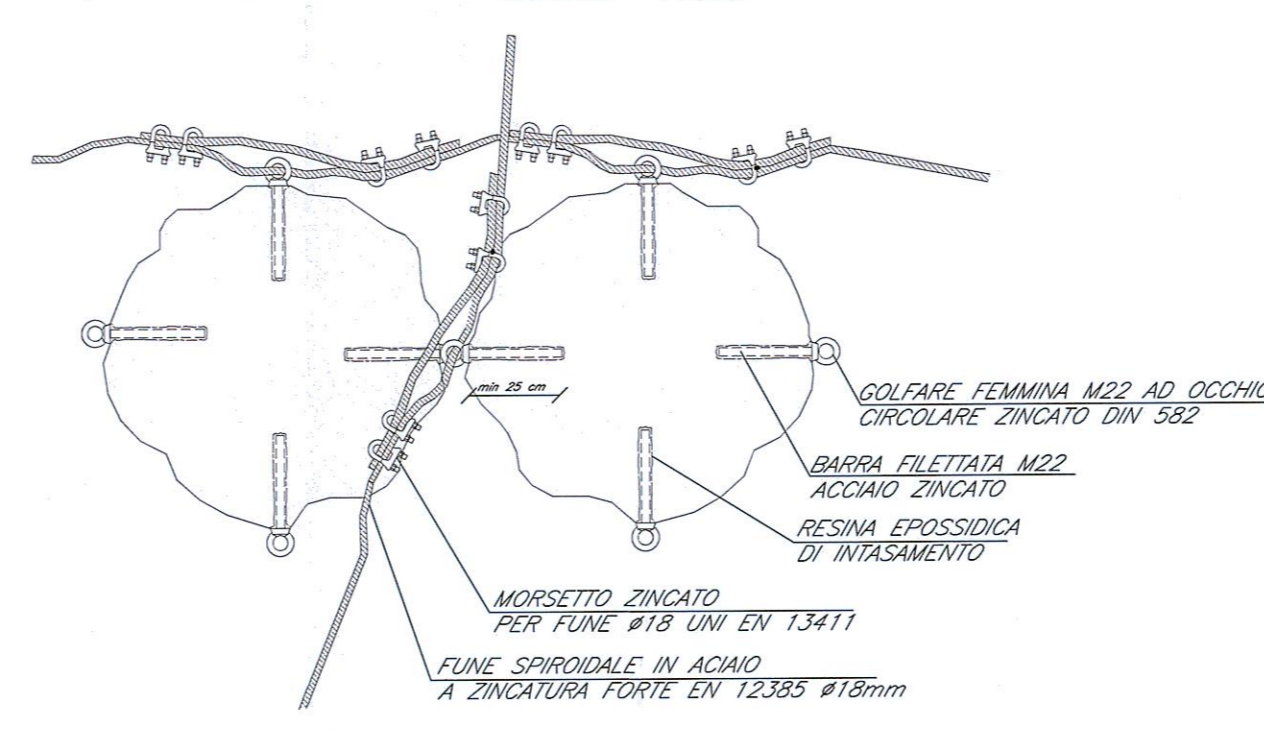 min 25 cm
GOLFARE FEMMINA M22 AD OCCHIO
CIRCOLARE ZINCATO DIN 582
BARRA FILETTATA M22
ACCIAIO ZINCATO
RESINA EPOSSIDICA
DI INTASAMENTO
MORSETTO ZINCATO
PER FUNE ø18 UNI EN 13411
FUNE SPIROIDALE IN ACIAIO
A ZINCATURA FORTE EN 12385 ø18mm